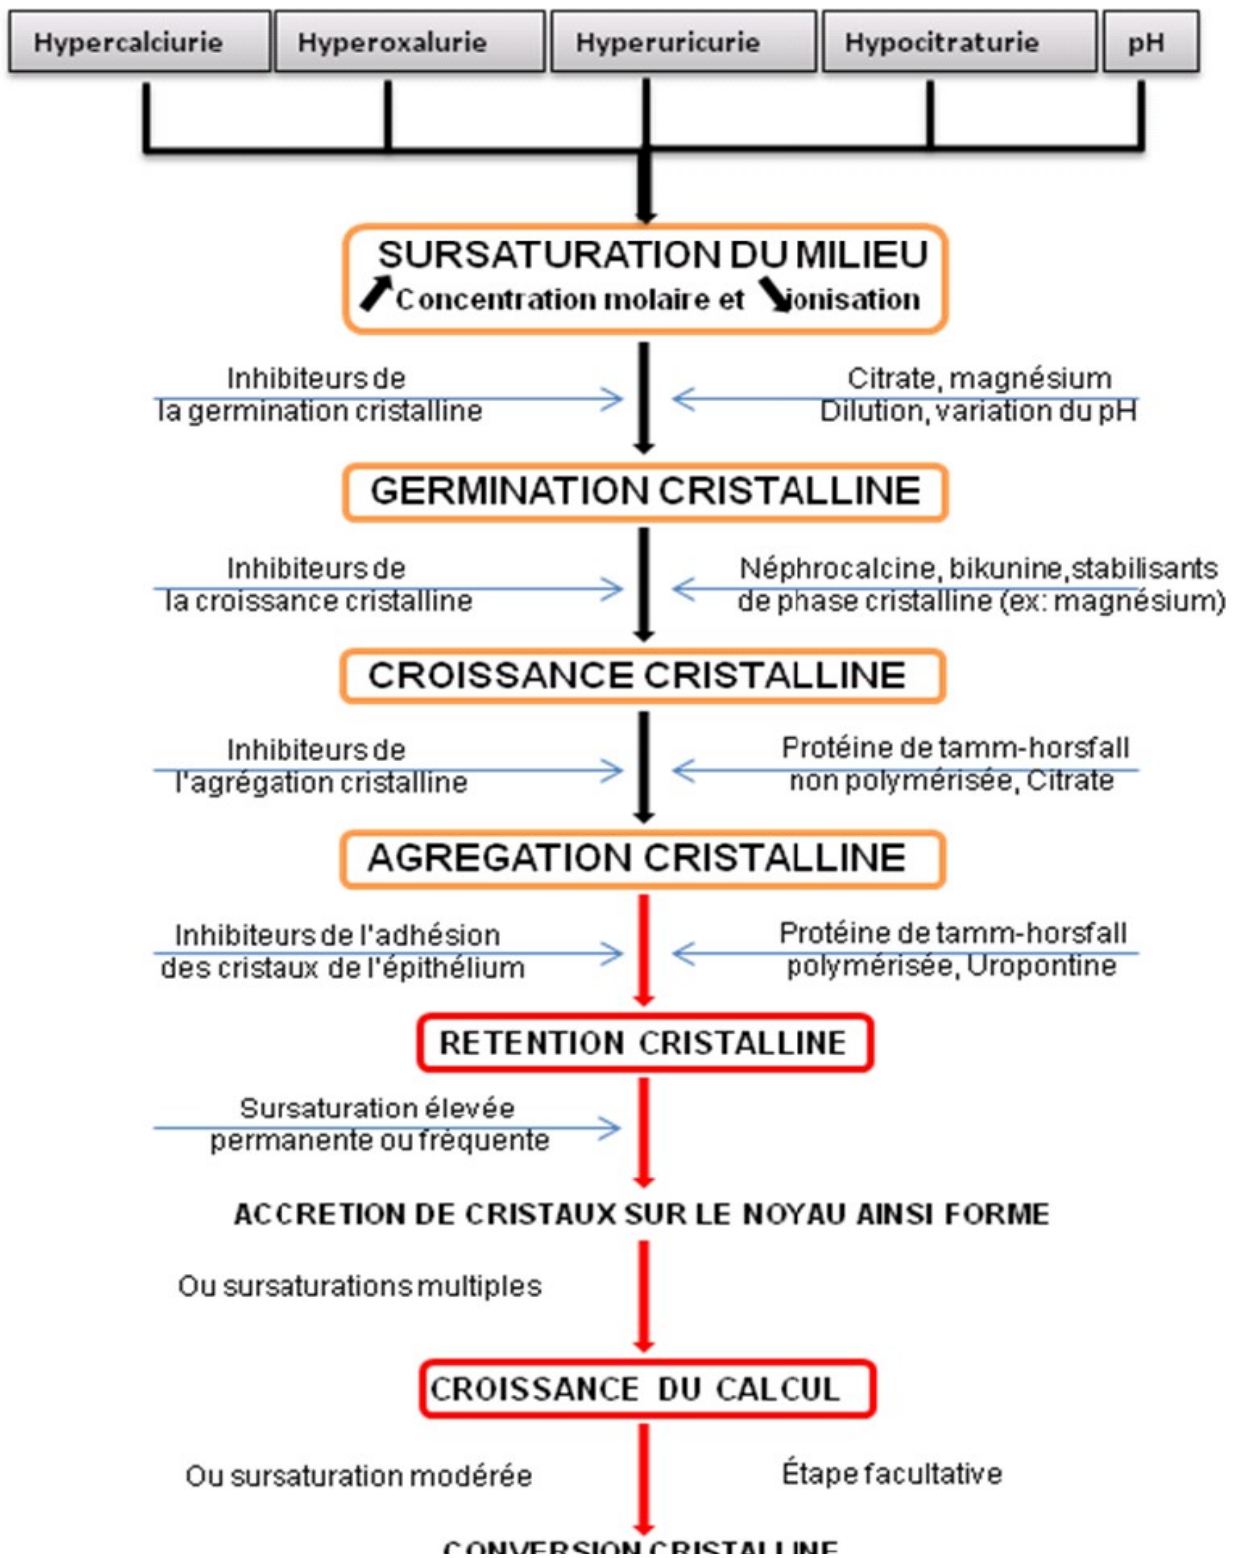 Hypercalciurie
Hyperoxalurie
Hyperuricurie
Hypocitraturie
pH
SURSATURATION DU MILIEU
Concentration molaire et ionisation
Inhibiteurs de
la germination cristalline
Citrate, magnésium
Dilution, variation du pH
GERMINATION CRISTALLINE
Inhibiteurs de
la croissance cristalline
Néphrocalcine, bikunine,stabilisants
de phase cristalline (ex: magnésium)
CROISSANCE CRISTALLINE
Inhibiteurs de
l'agrégation cristalline
Protéine de tamm-horsfall
non polymérisée, Citrate
AGREGATION CRISTALLINE
Inhibiteurs de l'adhésion
des cristaux de l'épithélium
Protéine de tamm-horsfall
polymérisée, Uropontine
RETENTION CRISTALLINE
Sursaturation élevée
permanente ou fréquente
ACCRETION DE CRISTAUX SUR LE NOYAU AINSI FORME
Ou sursaturations multiples
CROISSANCE DU CALCUL
Ou sursaturation modérée
Étape facultative
CONVERSION CRISTALLINE